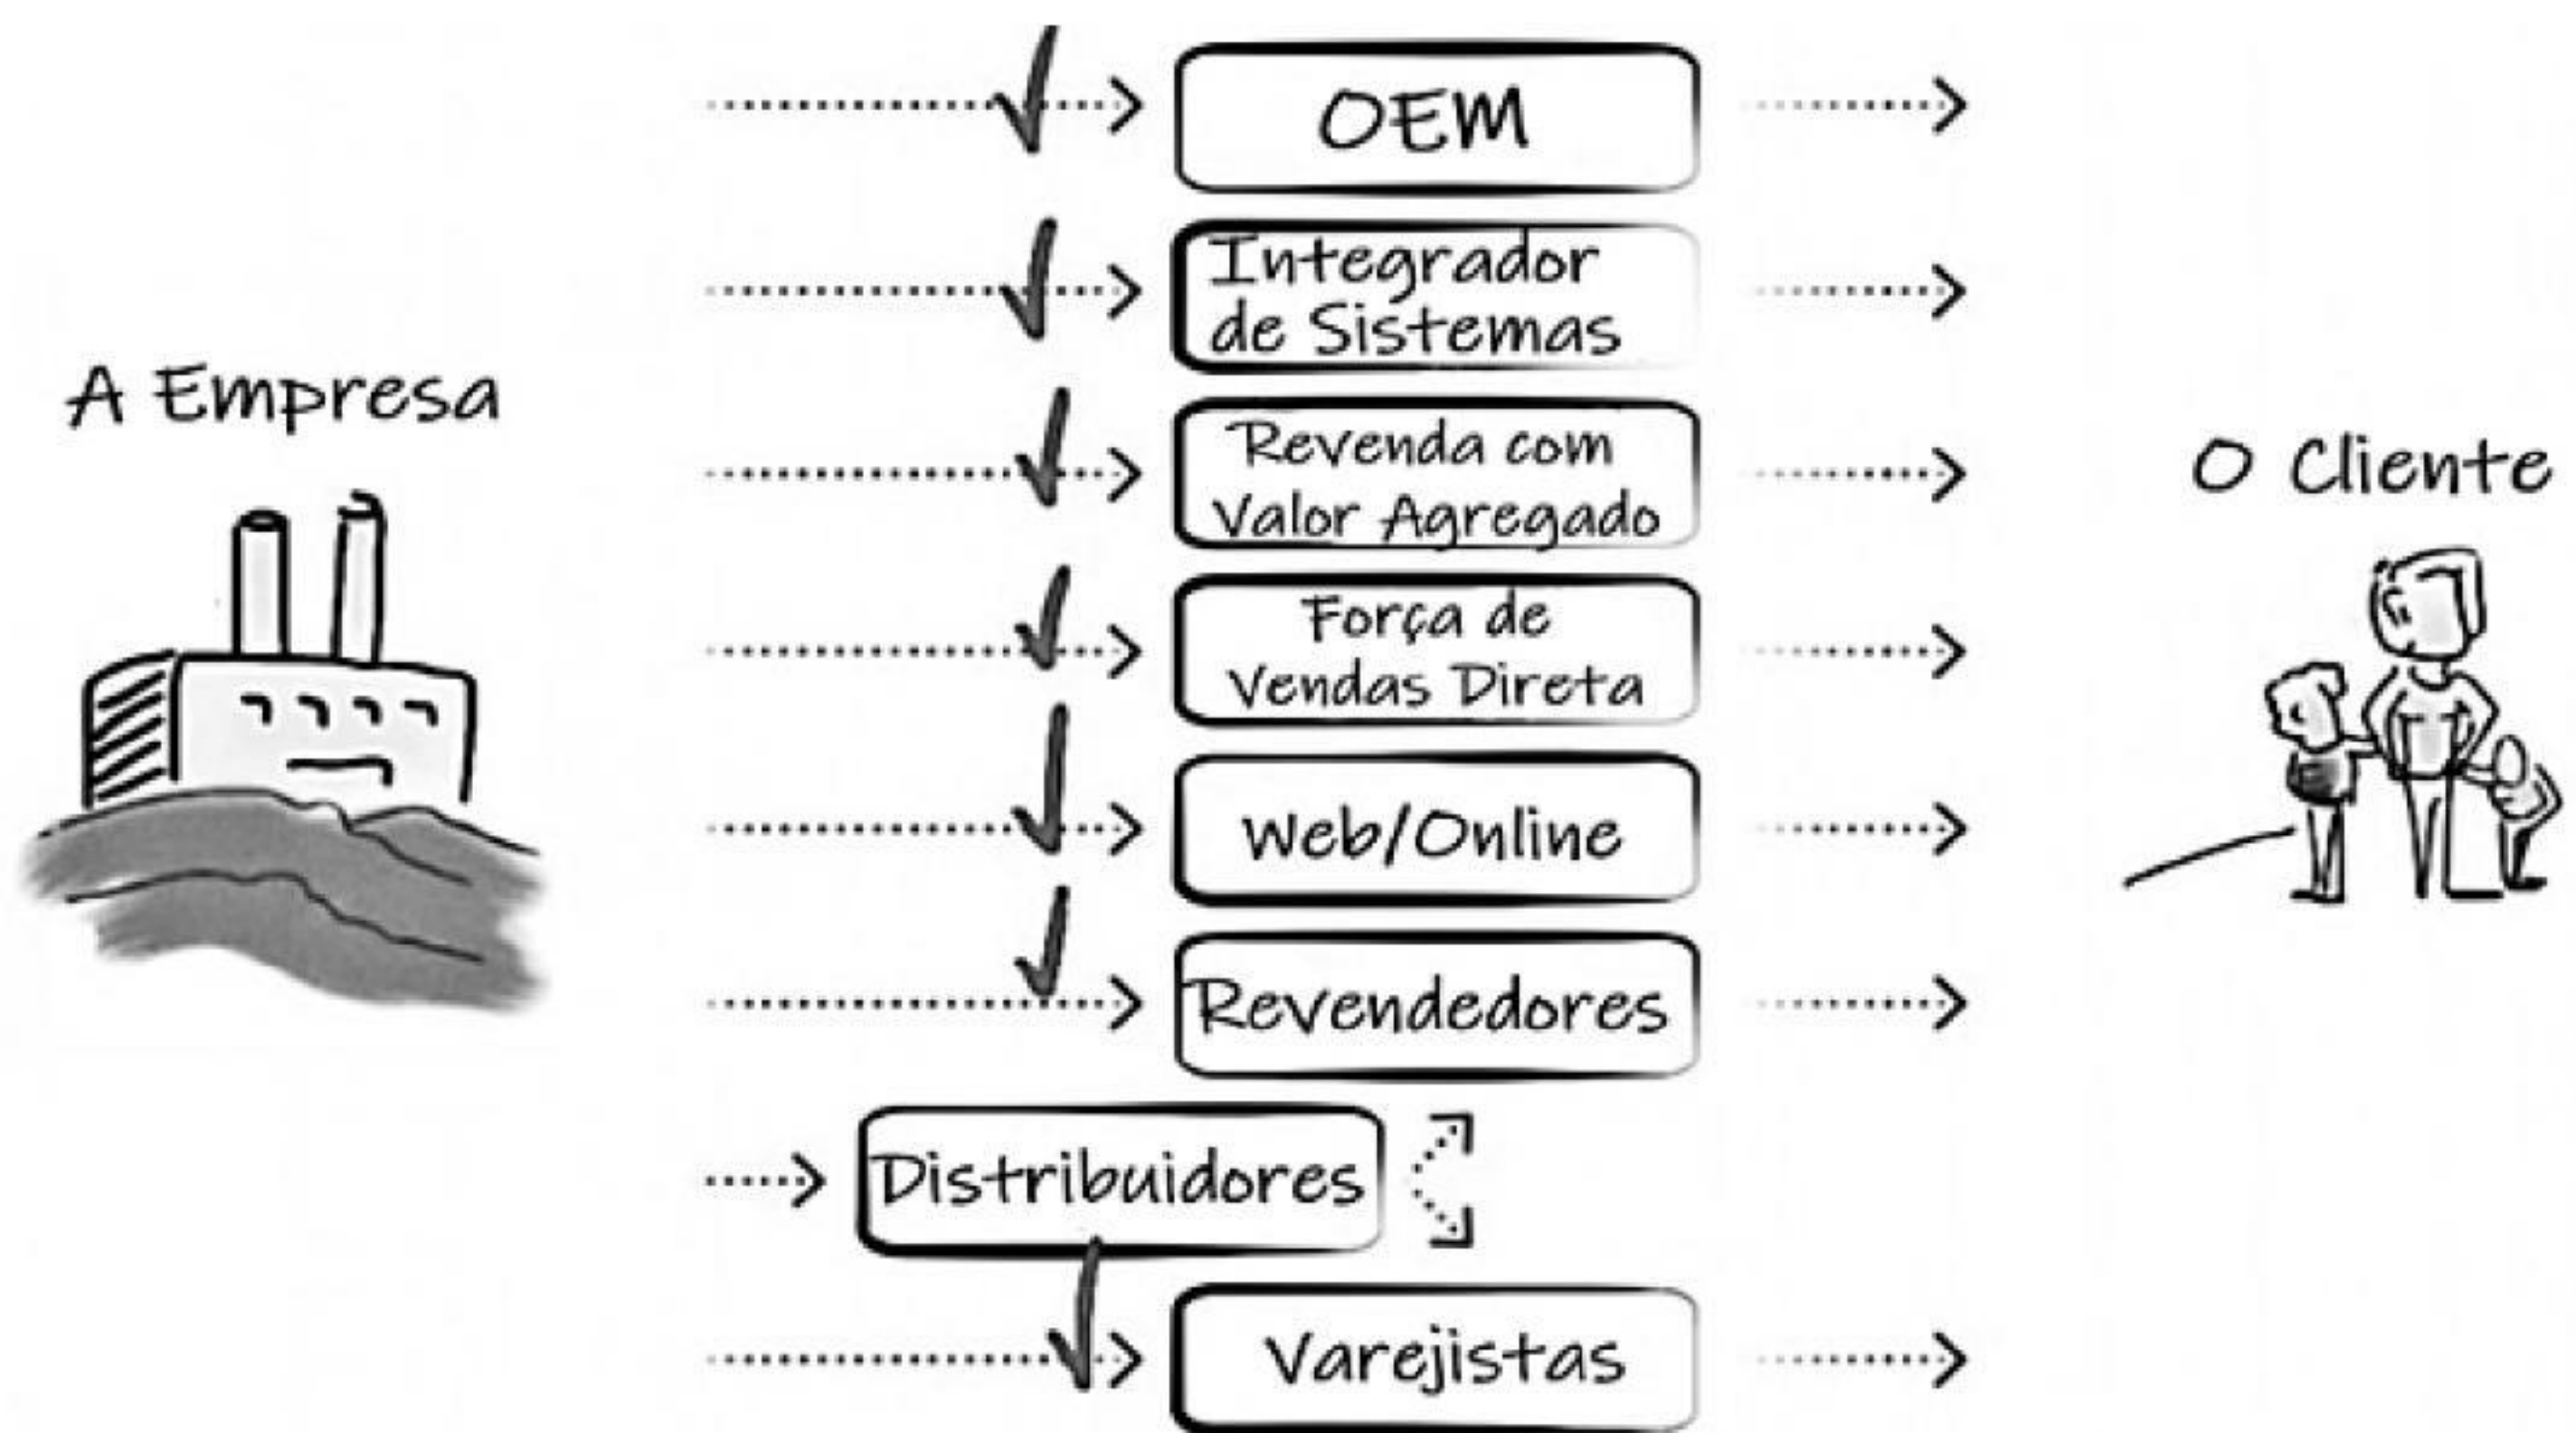 OEM
Integrador
de Sistemas
A Empresa
Revenda com
Valor Agregado
O Cliente
Força de
Vendas Direta
Web/Online
Revendedores
Distribuidores
Varejistas